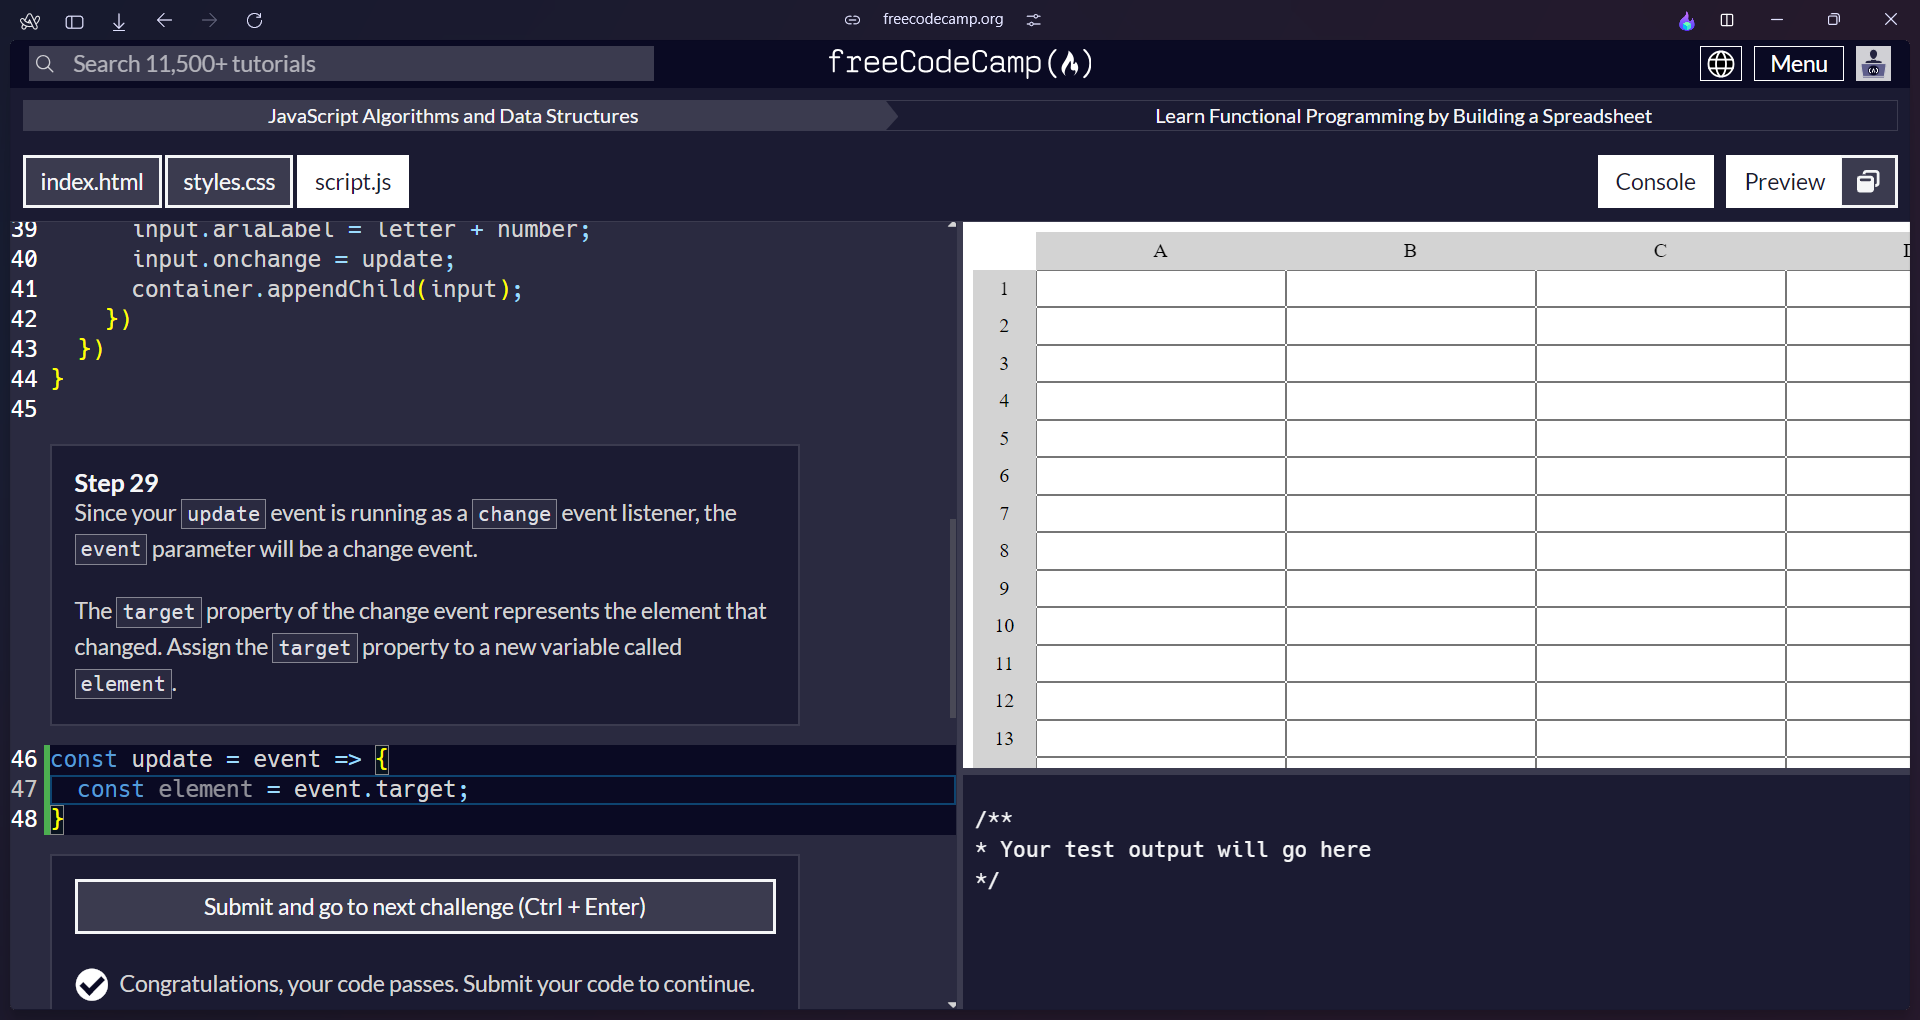 freecodecamp.org
Search 11,500+ tutorials
freeCodeCamp(🔥)
Menu
JavaScript Algorithms and Data Structures
Learn Functional Programming by Building a Spreadsheet
index.html
styles.css
script.js
Console
Preview
39 input.ariaLabel = letter + number;
40 input.onchange = update;
41 container.appendChild(input);
42 })
43 })
44 }
45
Step 29
Since your update event is running as a change event listener, the
event parameter will be a change event.
The target property of the change event represents the element that
changed. Assign the target property to a new variable called
element.
46 const update = event => {
47 const element = event.target;
48 }
Submit and go to next challenge (Ctrl + Enter)
Congratulations, your code passes. Submit your code to continue.
A B C D
1
2
3
4
5
6
7
8
9
10
11
12
13
/**
* Your test output will go here
*/